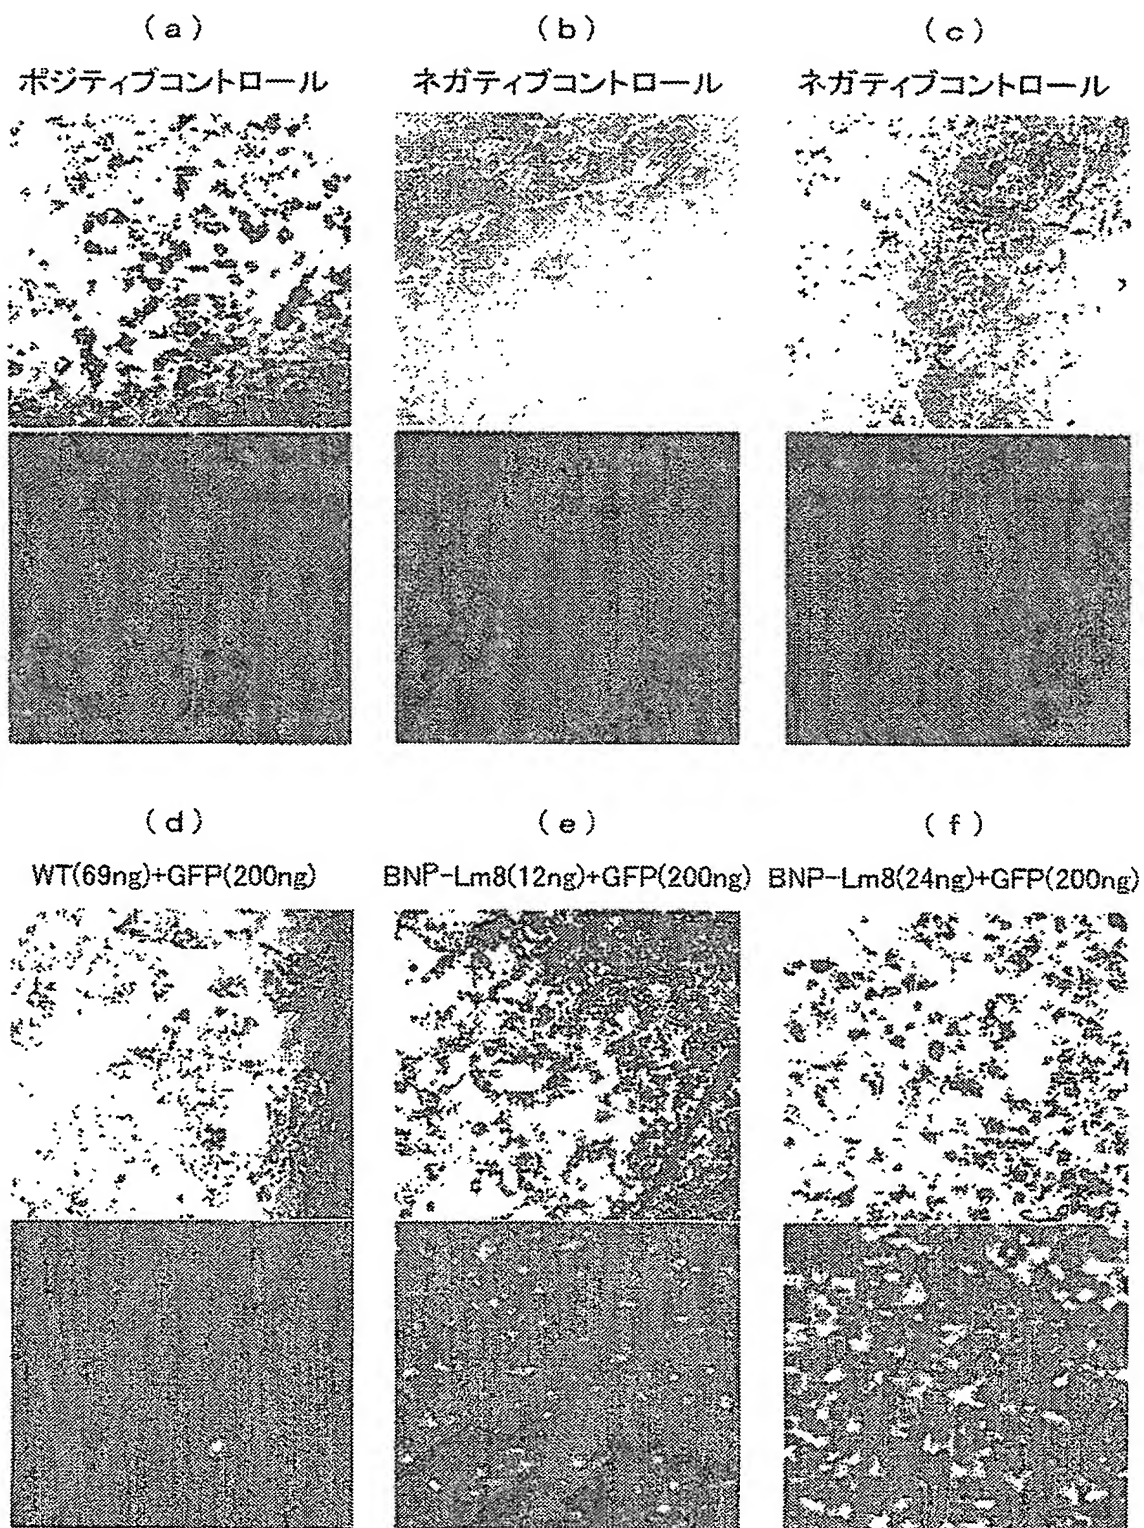 (a)
(b)
(c)
ポジティブコントロール
ネガティブコントロール
ネガティブコントロール
(d)
(e)
(f)
WT(69ng)+GFP(200ng)
BNP-Lm8(12ng)+GFP(200ng)
BNP-Lm8(24ng)+GFP(200ng)